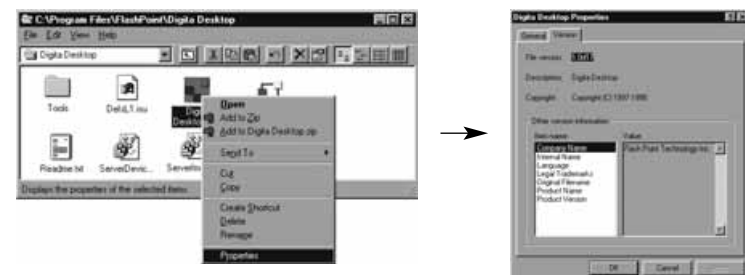 C:\Program Files\FlashPoint\Digita Desktop
File Edit View Help
Digita Desktop
Tools
DelsL1.isu
Readme.txt
ServerDevic...
Open
Add to Zip
Add to Digita Desktop.zip
Send To
Cut
Copy
Create Shortcut
Delete
Rename
Properties
Displays the properties of the selected items.
Digita Desktop Properties
General Version
File version:
Description: Digita Desktop
Copyright: Copyright (C) 1997-1998
Other version information
Item name: Value:
Company Name
Internal Name
Language
Legal Trademarks
Original Filename
Product Name
Product Version
Flash Point Technology Inc.
OK Cancel